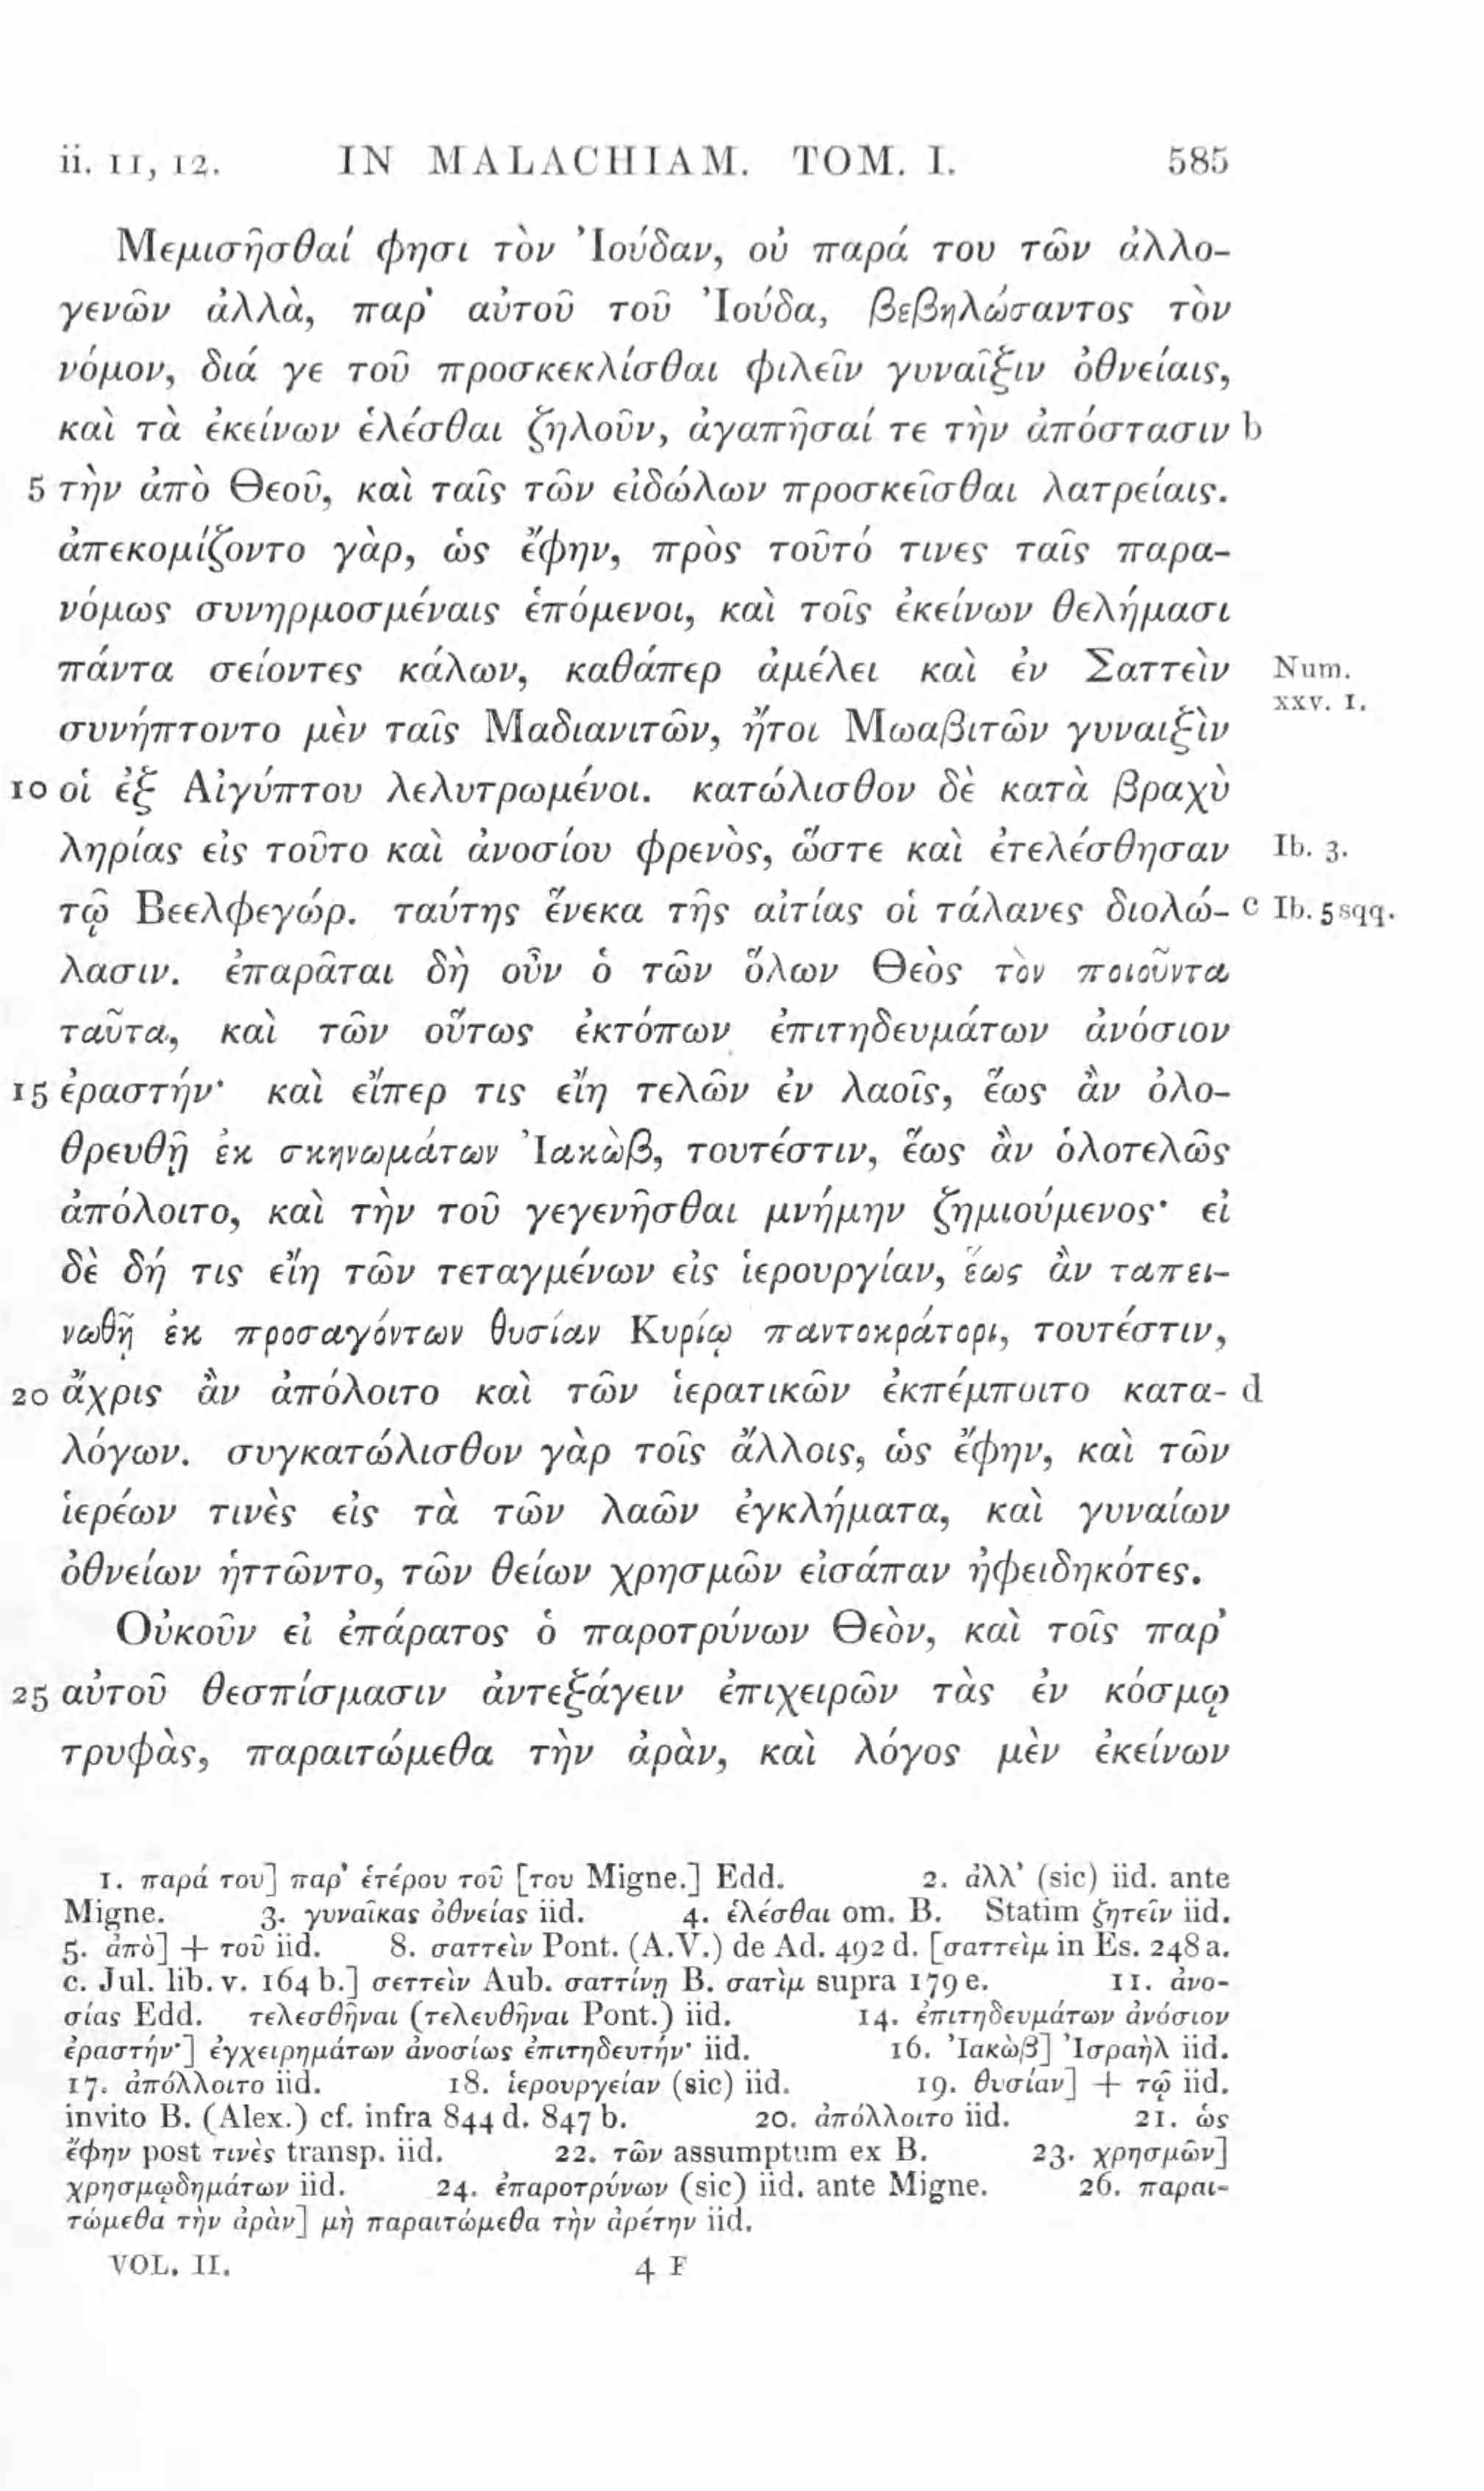 ii. 11, 12. IN MALACHIAM. TOM. I. 585
Μεμισῆσθαί φησι τὸν Ἰούδαν, οὐ παρά του τῶν ἀλλο-
γενῶν ἀλλὰ, παρ' αὐτοῦ τοῦ Ἰούδα, βεβηλώσαντος τὸν
νόμον, διά γε τοῦ προσκεκλίσθαι φιλεῖν γυναῖξιν ὀθνείαις,
καὶ τὰ ἐκείνων ἑλέσθαι ζηλοῦν, ἀγαπῆσαί τε τὴν ἀπόστασιν b
5 τὴν ἀπὸ Θεοῦ, καὶ ταῖς τῶν εἰδώλων προσκεῖσθαι λατρείαις.
ἀπεκομίζοντο γὰρ, ὡς ἔφην, πρὸς τοῦτό τινες ταῖς παρα-
νόμως συνηρμοσμέναις ἑπόμενοι, καὶ τοῖς ἐκείνων θελήμασι
πάντα σείοντες κάλων, καθάπερ ἀμέλει καὶ ἐν Σαττεὶν Num.
xxv. 1.
συνήπτοντο μὲν ταῖς Μαδιανιτῶν, ἤτοι Μωαβιτῶν γυναιξὶν
10 οἱ ἐξ Αἰγύπτου λελυτρωμένοι. κατώλισθον δὲ κατὰ βραχὺ
ληρίας εἰς τοῦτο καὶ ἀνοσίου φρενὸς, ὥστε καὶ ἐτελέσθησαν Ib. 3.
τῷ Βεελφεγώρ. ταύτης ἕνεκα τῆς αἰτίας οἱ τάλανες διολώ- c Ib. 5 sqq.
λασιν. ἐπαρᾶται δὴ οὖν ὁ τῶν ὅλων Θεὸς τὸν ποιοῦντα
ταῦτα, καὶ τῶν οὕτως ἐκτόπων ἐπιτηδευμάτων ἀνόσιον
15 ἐραστήν· καὶ εἴπερ τις εἴη τελῶν ἐν λαοῖς, ἕως ἂν ὀλο-
θρευθῇ ἐκ σκηνωμάτων Ἰακὼβ, τουτέστιν, ἕως ἂν ὁλοτελῶς
ἀπόλοιτο, καὶ τὴν τοῦ γεγενῆσθαι μνήμην ζημιούμενος· εἰ
δὲ δή τις εἴη τῶν τεταγμένων εἰς ἱερουργίαν, ἕως ἂν ταπει-
νωθῇ ἐκ προσαγόντων θυσίαν Κυρίῳ παντοκράτορι, τουτέστιν,
20 ἄχρις ἂν ἀπόλοιτο καὶ τῶν ἱερατικῶν ἐκπέμποιτο κατα- d
λόγων. συγκατώλισθον γὰρ τοῖς ἄλλοις, ὡς ἔφην, καὶ τῶν
ἱερέων τινὲς εἰς τὰ τῶν λαῶν ἐγκλήματα, καὶ γυναίων
ὀθνείων ἡττῶντο, τῶν θείων χρησμῶν εἰσάπαν ἠφειδηκότες.
Οὐκοῦν εἰ ἐπάρατος ὁ παροτρύνων Θεὸν, καὶ τοῖς παρ'
25 αὐτοῦ θεσπίσμασιν ἀντεξάγειν ἐπιχειρῶν τὰς ἐν κόσμῳ
τρυφὰς, παραιτώμεθα τὴν ἀρὰν, καὶ λόγος μὲν ἐκείνων
1. παρά του] παρ' ἑτέρου τοῦ [του Migne.] Edd. 2. ἀλλ' (sic) iid. ante
Migne. 3. γυναῖκας ὀθνείας iid. 4. ἑλέσθαι om. B. Statim ζητεῖν iid.
5. ἀπὸ] + τοῦ iid. 8. σαττεὶν Pont. (A.V.) de Ad. 492 d. [σαττεὶμ in Es. 248 a.
c. Jul. lib. v. 164 b.] σεττεὶν Aub. σαττίνῃ B. σατὶμ supra 179 e. 11. ἀνο-
σίας Edd. τελεσθῆναι (τελευθῆναι Pont.) iid. 14. ἐπιτηδευμάτων ἀνόσιον
ἐραστήν·] ἐγχειρημάτων ἀνοσίως ἐπιτηδευτήν· iid. 16. Ἰακὼβ] Ἰσραὴλ iid.
17. ἀπόλλοιτο iid. 18. ἱερουργείαν (sic) iid. 19. θυσίαν] + τῷ iid.
invito B. (Alex.) cf. infra 844 d. 847 b. 20. ἀπόλλοιτο iid. 21. ὡς
ἔφην post τινὲς transp. iid. 22. τῶν assumptum ex B. 23. χρησμῶν]
χρησμῳδημάτων iid. 24. ἐπαροτρύνων (sic) iid. ante Migne. 26. παραι-
τώμεθα τὴν ἀρὰν] μὴ παραιτώμεθα τὴν ἀρέτην iid.
VOL. II. 4 F